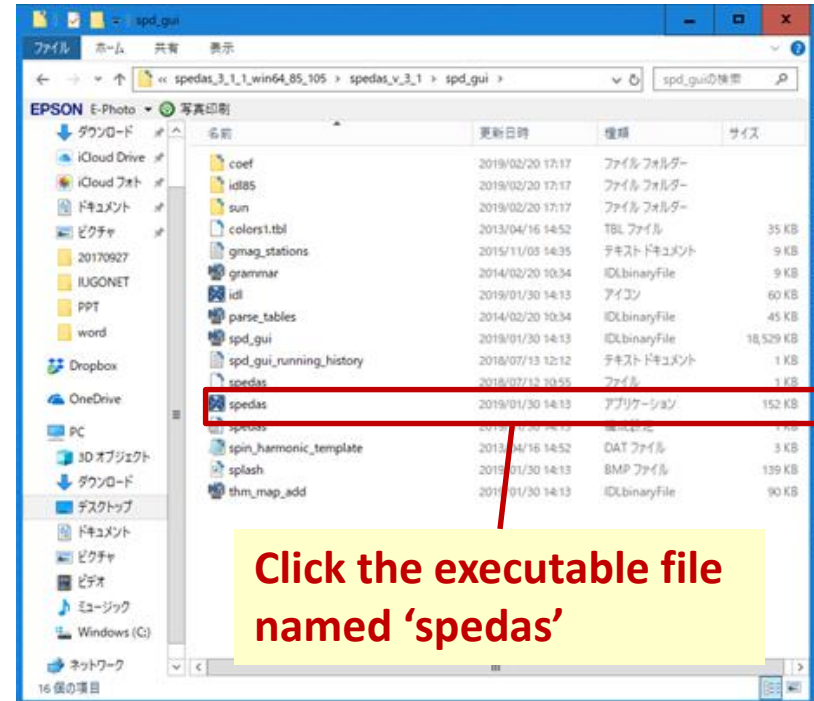 spd_gui
ファイル ホーム 共有 表示
« spedas_3_1_1_win64_85_105 › spedas_v_3_1 › spd_gui ›
spd_guiの検索
EPSON E-Photo 写真印刷
名前 更新日時 種類 サイズ
ダウンロード
iCloud Drive
iCloud フォト
ドキュメント
ピクチャ
20170927
IUGONET
PPT
word
Dropbox
OneDrive
PC
3D オブジェクト
ダウンロード
デスクトップ
ドキュメント
ピクチャ
ビデオ
ミュージック
Windows (C:)
ネットワーク
coef 2019/02/20 17:17 ファイル フォルダー
idl85 2019/02/20 17:17 ファイル フォルダー
sun 2019/02/20 17:17 ファイル フォルダー
colors1.tbl 2013/04/16 14:52 TBL ファイル 35 KB
gmag_stations 2015/11/03 14:35 テキスト ドキュメント 9 KB
grammar 2014/02/20 10:34 IDLbinaryFile 9 KB
idl 2019/01/30 14:13 アイコン 60 KB
parse_tables 2014/02/20 10:34 IDLbinaryFile 45 KB
spd_gui 2019/01/30 14:13 IDLbinaryFile 18,529 KB
spd_gui_running_history 2018/07/13 12:12 テキスト ドキュメント 1 KB
spedas 2018/07/12 10:55 ファイル 1 KB
spedas 2019/01/30 14:13 アプリケーション 152 KB
spedas 2019/01/30 14:13 1 KB
spin_harmonic_template 2013/04/16 14:52 DAT ファイル 3 KB
splash 2019/01/30 14:13 BMP ファイル 139 KB
thm_map_add 2019/01/30 14:13 IDLbinaryFile 90 KB
Click the executable file
named ‘spedas’
16 個の項目